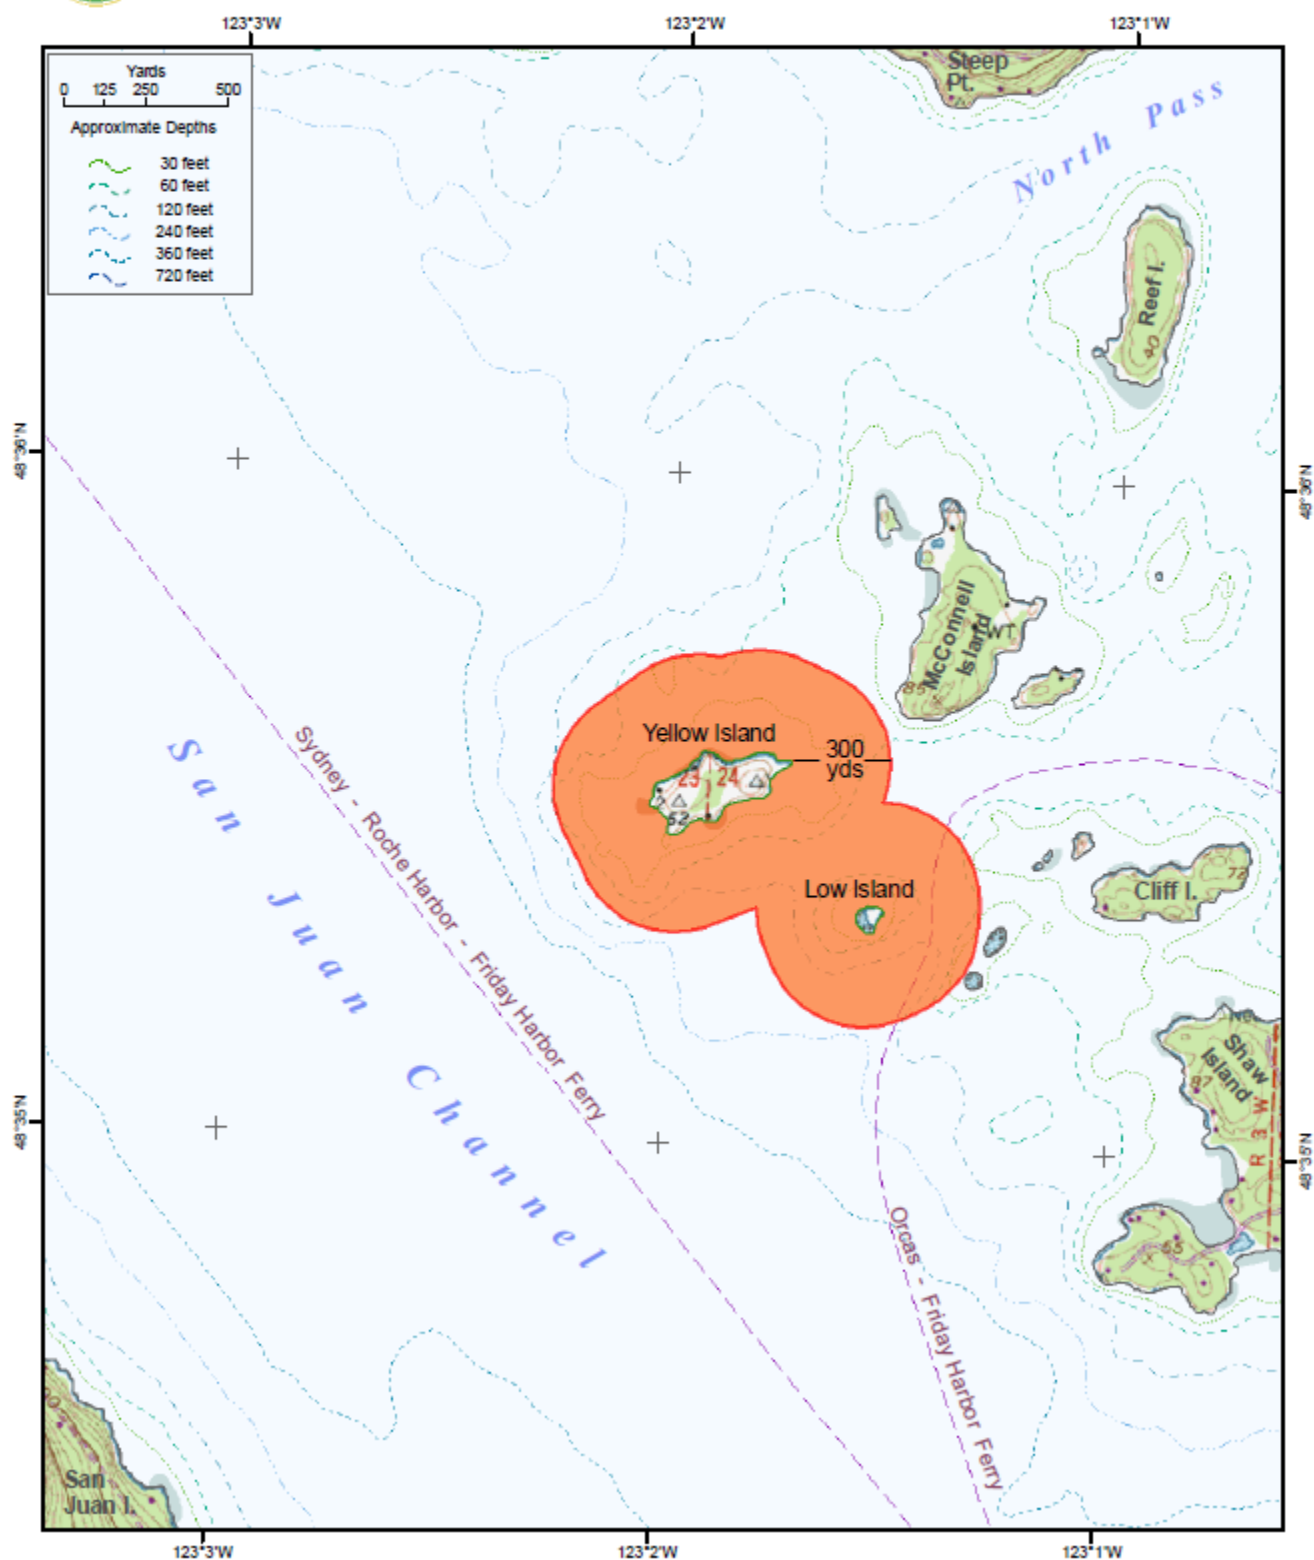 123°3'W 123°2'W 123°1'W
Yards
0 125 250 500
Approximate Depths
30 feet
60 feet
120 feet
240 feet
360 feet
720 feet
Steep
Pt.
North Pass
Reef I.
40
48°36'N
48°36'N
McConnell
Island
WT
85
Yellow Island
300
yds
23 24
52
Sydney - Roche Harbor - Friday Harbor Ferry
San Juan Channel
Low Island
Cliff I.
72
Shaw
Island
87
R 3 W
48°35'N
48°35'N
65
Orcas - Friday Harbor Ferry
San
Juan I.
123°3'W 123°2'W 123°1'W